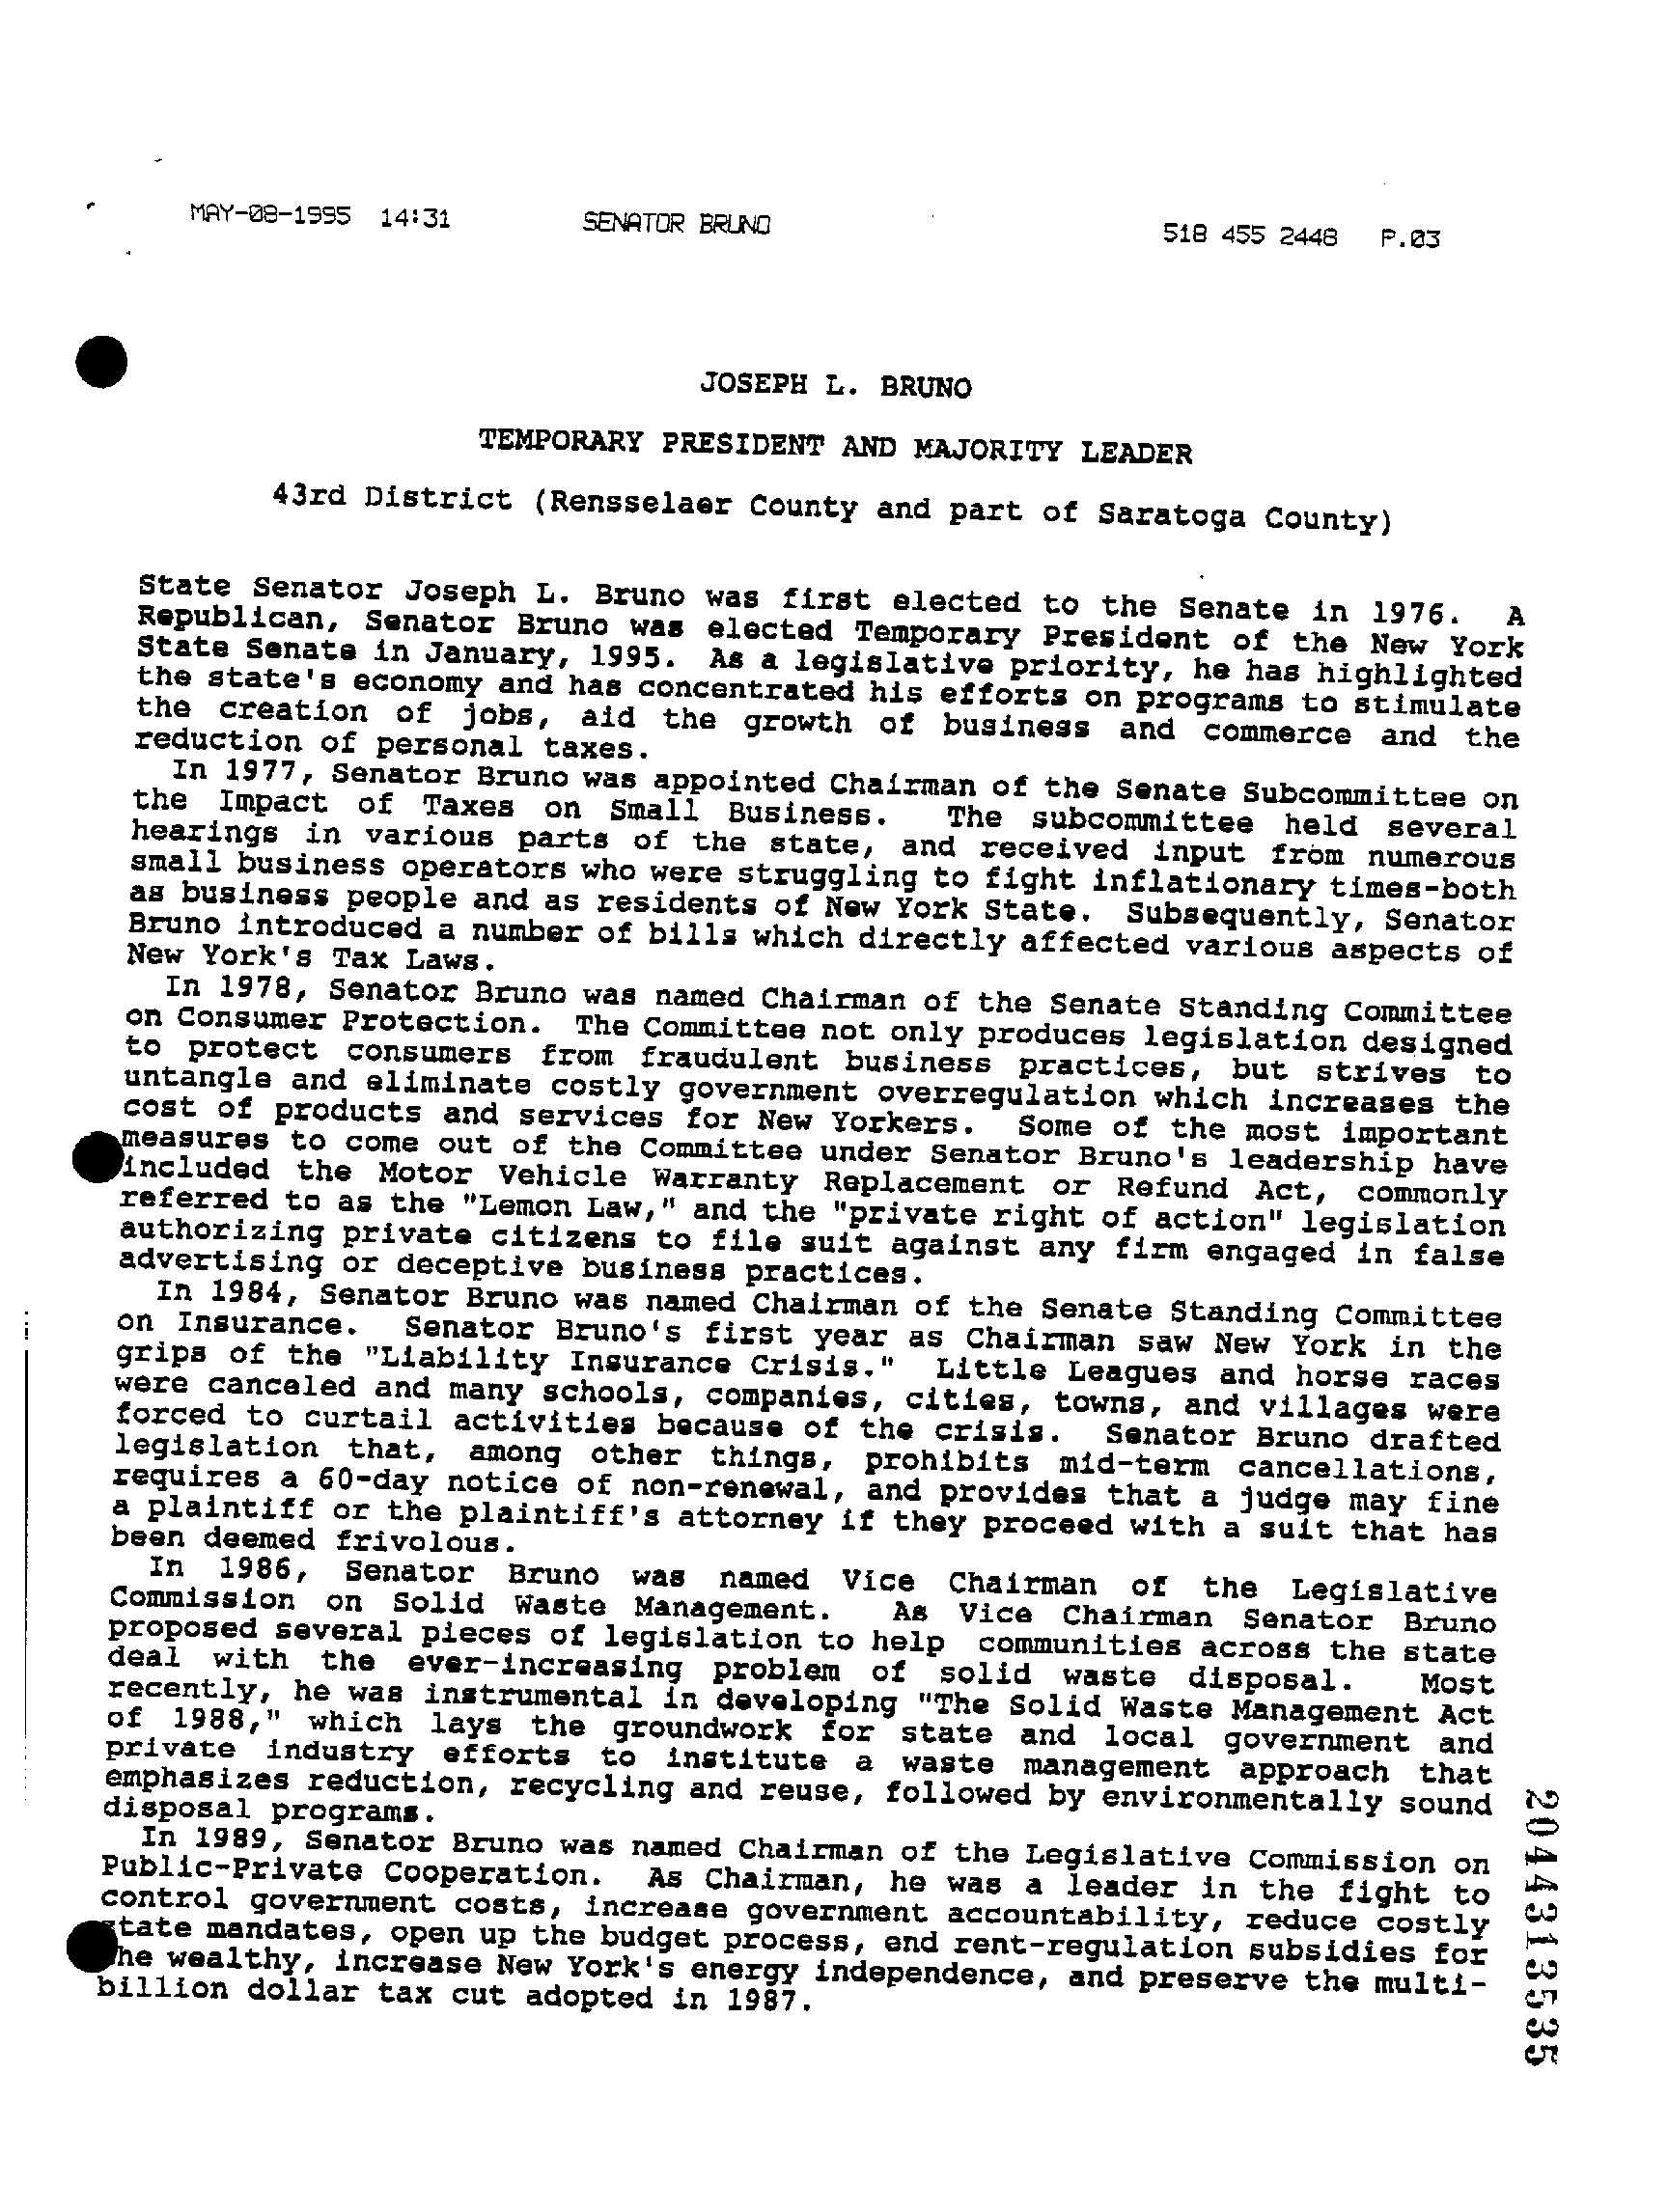 MAY-08-1995 14:31 SENATOR BRUNO 518 455 2448 P.03
JOSEPH L. BRUNO
TEMPORARY PRESIDENT AND MAJORITY LEADER
43rd District (Rensselaer County and part of Saratoga County)
State Senator Joseph L. Bruno was first elected to the Senate in 1976. A
Republican, Senator Bruno was elected Temporary President of the New York
State Senate in January, 1995. As a legislative priority, he has highlighted
the state's economy and has concentrated his efforts on programs to stimulate
the creation of jobs, aid the growth of business and commerce and the
reduction of personal taxes.
In 1977, Senator Bruno was appointed Chairman of the Senate Subcommittee on
the Impact of Taxes on Small Business. The subcommittee held several
hearings in various parts of the state, and received input from numerous
small business operators who were struggling to fight inflationary times-both
as business people and as residents of New York State. Subsequently, Senator
Bruno introduced a number of bills which directly affected various aspects of
New York's Tax Laws.
In 1978, Senator Bruno was named Chairman of the Senate Standing Committee
on Consumer Protection. The Committee not only produces legislation designed
to protect consumers from fraudulent business practices, but strives to
untangle and eliminate costly government overregulation which increases the
cost of products and services for New Yorkers. Some of the most important
measures to come out of the Committee under Senator Bruno's leadership have
included the Motor Vehicle Warranty Replacement or Refund Act, commonly
referred to as the "Lemon Law," and the "private right of action" legislation
authorizing private citizens to file suit against any firm engaged in false
advertising or deceptive business practices.
In 1984, Senator Bruno was named Chairman of the Senate Standing Committee
on Insurance. Senator Bruno's first year as Chairman saw New York in the
grips of the "Liability Insurance Crisis." Little Leagues and horse races
were canceled and many schools, companies, cities, towns, and villages were
forced to curtail activities because of the crisis. Senator Bruno drafted
legislation that, among other things, prohibits mid-term cancellations,
requires a 60-day notice of non-renewal, and provides that a judge may fine
a plaintiff or the plaintiff's attorney if they proceed with a suit that has
been deemed frivolous.
In 1986, Senator Bruno was named Vice Chairman of the Legislative
Commission on Solid Waste Management. As Vice Chairman Senator Bruno
proposed several pieces of legislation to help communities across the state
deal with the ever-increasing problem of solid waste disposal. Most
recently, he was instrumental in developing "The Solid Waste Management Act
of 1988," which lays the groundwork for state and local government and
private industry efforts to institute a waste management approach that
emphasizes reduction, recycling and reuse, followed by environmentally sound
disposal programs.
In 1989, Senator Bruno was named Chairman of the Legislative Commission on
Public-Private Cooperation. As Chairman, he was a leader in the fight to
control government costs, increase government accountability, reduce costly
state mandates, open up the budget process, end rent-regulation subsidies for
the wealthy, increase New York's energy independence, and preserve the multi-
billion dollar tax cut adopted in 1987.
2044313535